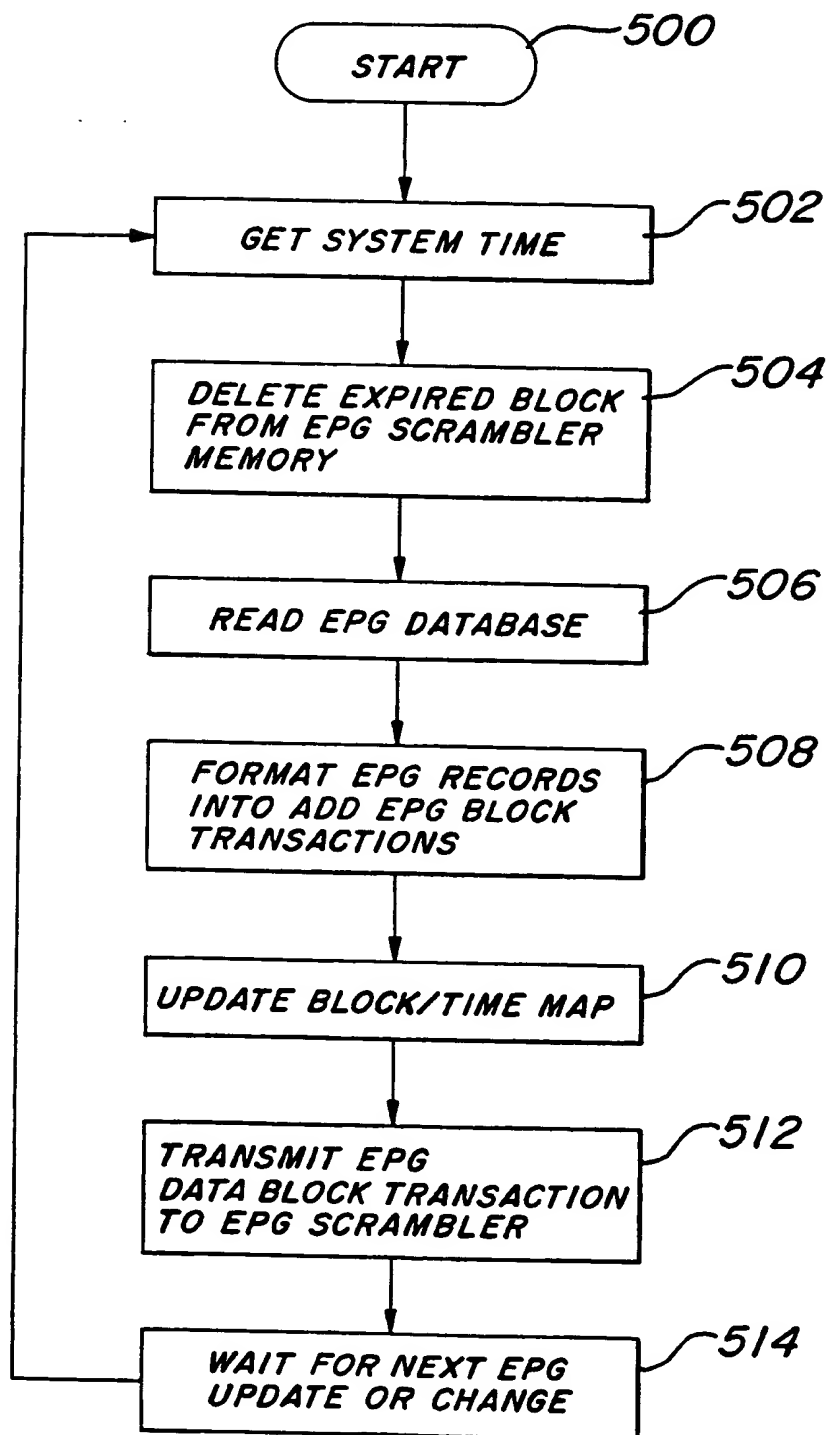 500
START
502
GET SYSTEM TIME
504
DELETE EXPIRED BLOCK
FROM EPG SCRAMBLER
MEMORY
506
READ EPG DATABASE
508
FORMAT EPG RECORDS
INTO ADD EPG BLOCK
TRANSACTIONS
510
UPDATE BLOCK/TIME MAP
512
TRANSMIT EPG
DATA BLOCK TRANSACTION
TO EPG SCRAMBLER
514
WAIT FOR NEXT EPG
UPDATE OR CHANGE